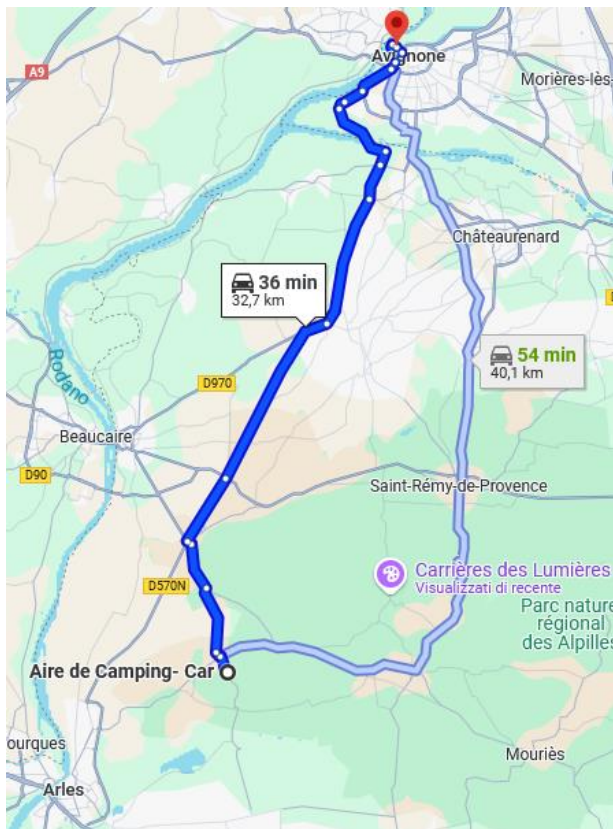 Avignone
A9
Morières-lès-
Châteaurenard
36 min
32,7 km
54 min
40,1 km
Rodano
D970
Beaucaire
D90
Saint-Rémy-de-Provence
Carrières des Lumières
Visualizzati di recente
D570N
Parc nature
régional
des Alpilles
Aire de Camping- Car
ourques
Mouriès
Arles